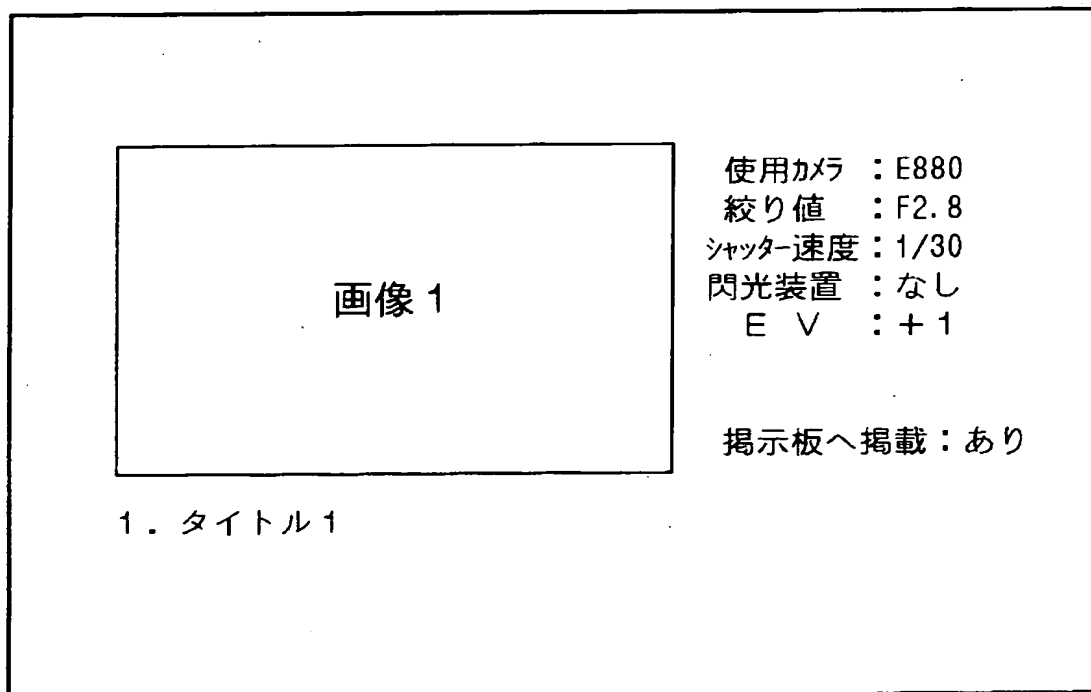 画像1
使用カメラ：E880
絞り値：F2.8
シャッター速度：1/30
閃光装置：なし
EV：+1
掲示板へ掲載：あり
1．タイトル1